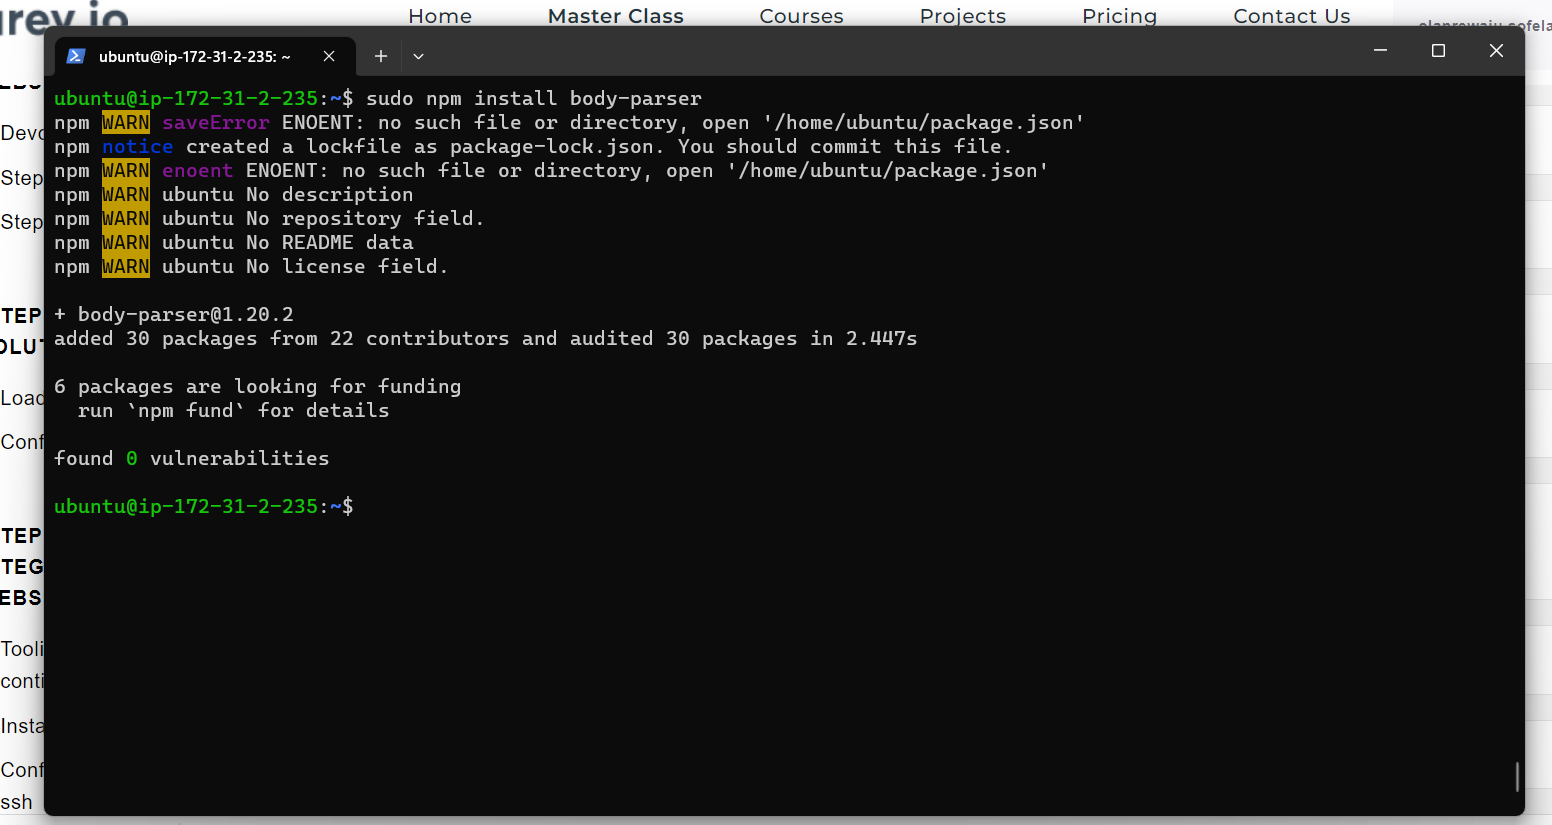 Home Master Class Courses Projects Pricing Contact Us
ubuntu@ip-172-31-2-235: ~
ubuntu@ip-172-31-2-235:~$ sudo npm install body-parser
npm WARN saveError ENOENT: no such file or directory, open '/home/ubuntu/package.json'
npm notice created a lockfile as package-lock.json. You should commit this file.
npm WARN enoent ENOENT: no such file or directory, open '/home/ubuntu/package.json'
npm WARN ubuntu No description
npm WARN ubuntu No repository field.
npm WARN ubuntu No README data
npm WARN ubuntu No license field.
+ body-parser@1.20.2
added 30 packages from 22 contributors and audited 30 packages in 2.447s
6 packages are looking for funding
run `npm fund` for details
found 0 vulnerabilities
ubuntu@ip-172-31-2-235:~$
Step
Step
TEP
Load
Conf
TEP
TEG
EBS
Tooli
conti
Insta
Conf
ssh